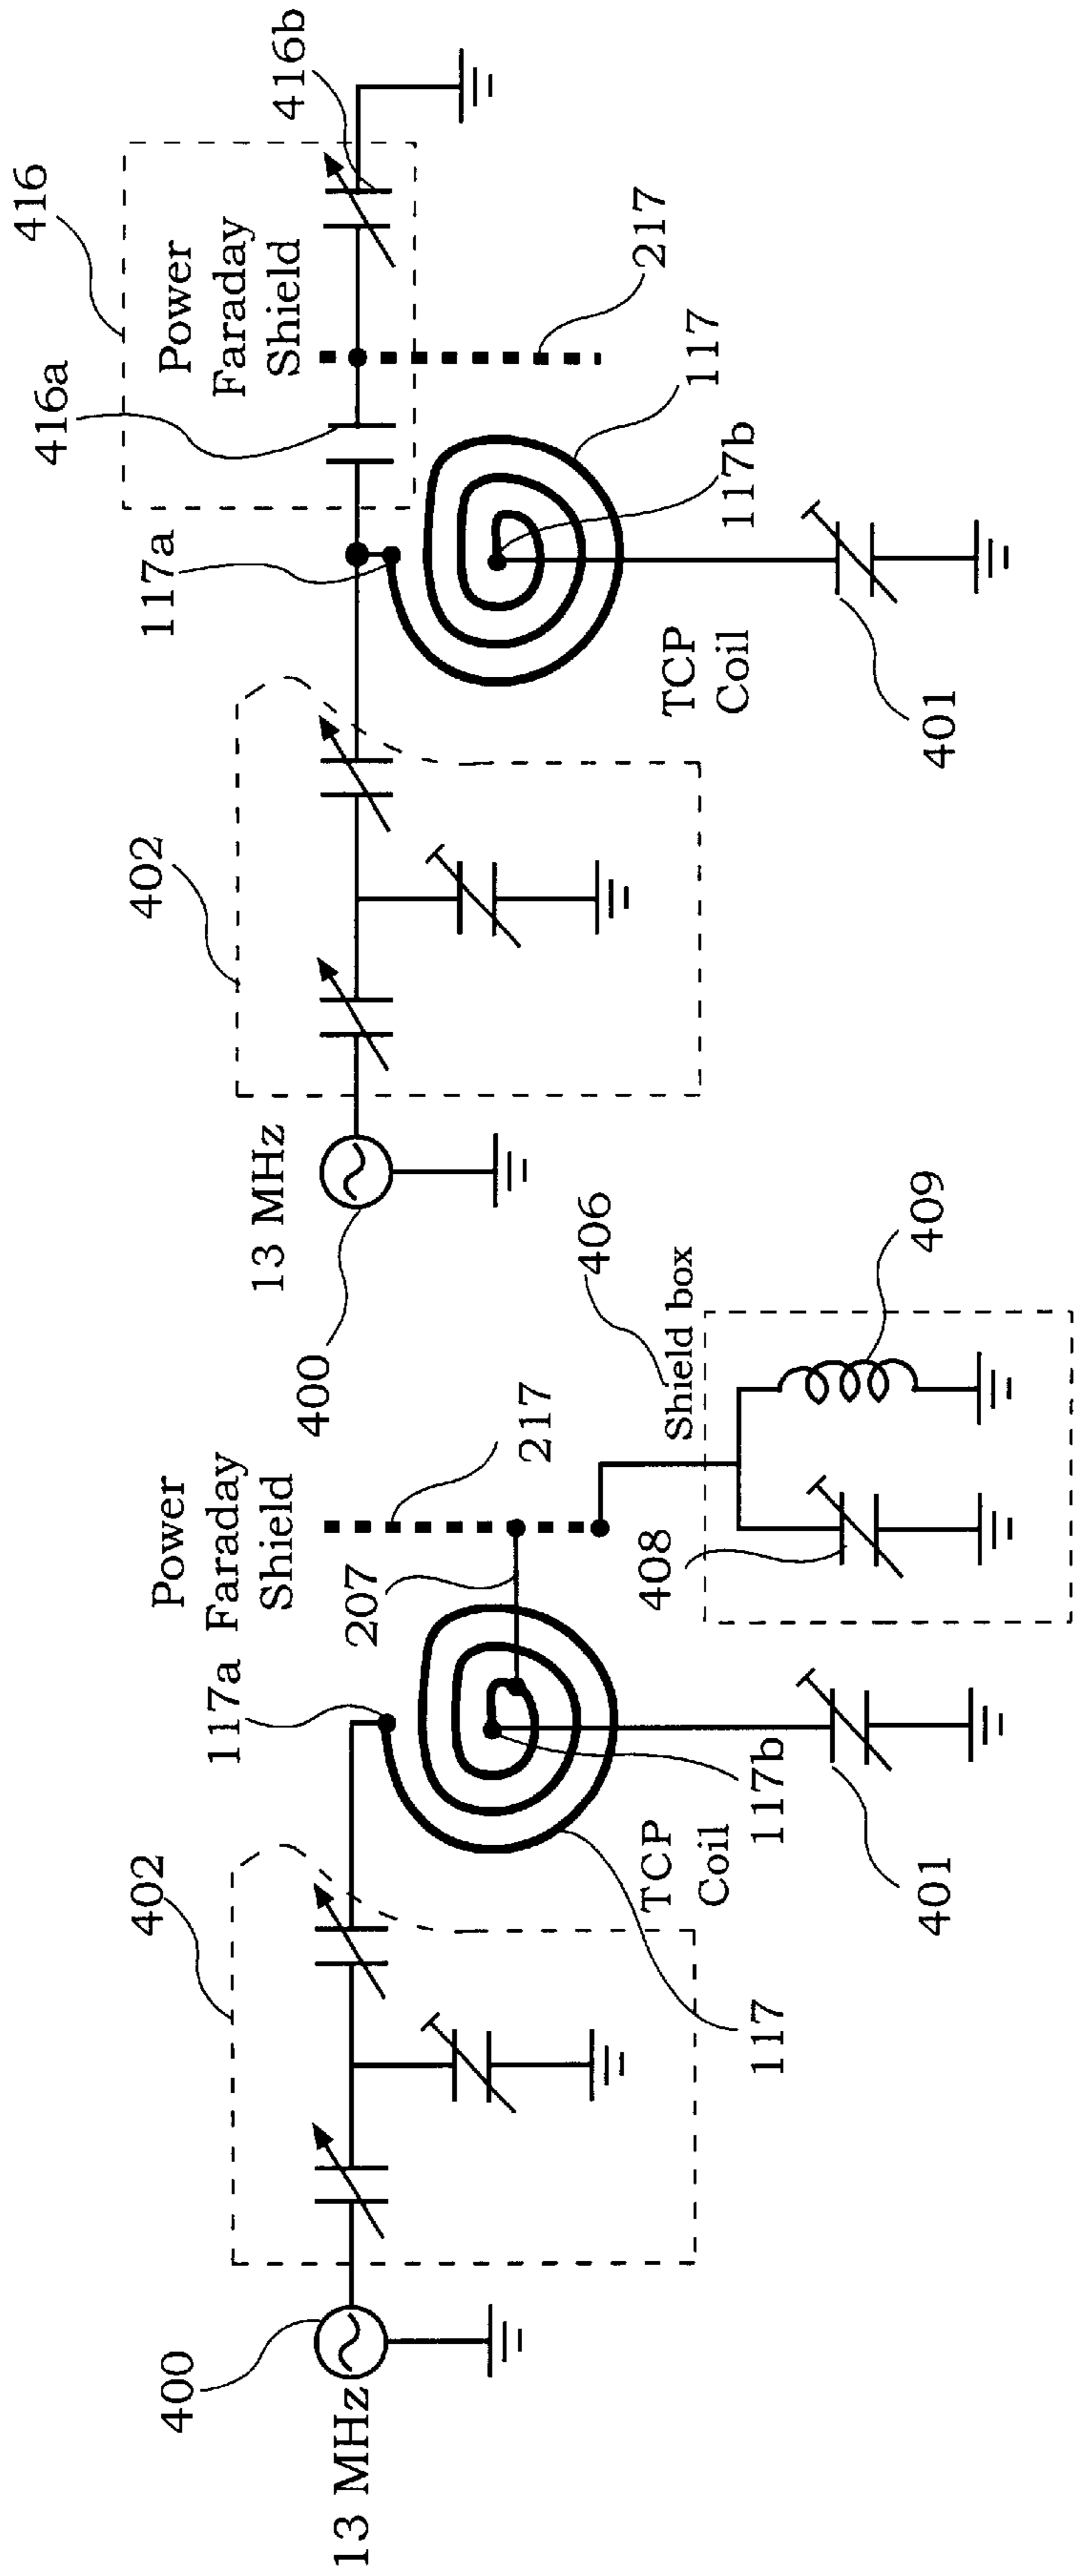 400
13 MHz
402
117a
Power
Faraday
Shield
207
217
117
TCP
Coil
117b
401
408
406
Shield box
409
400
13 MHz
402
117a
416a
416
Power
Faraday
Shield
416b
217
117
117b
TCP
Coil
401